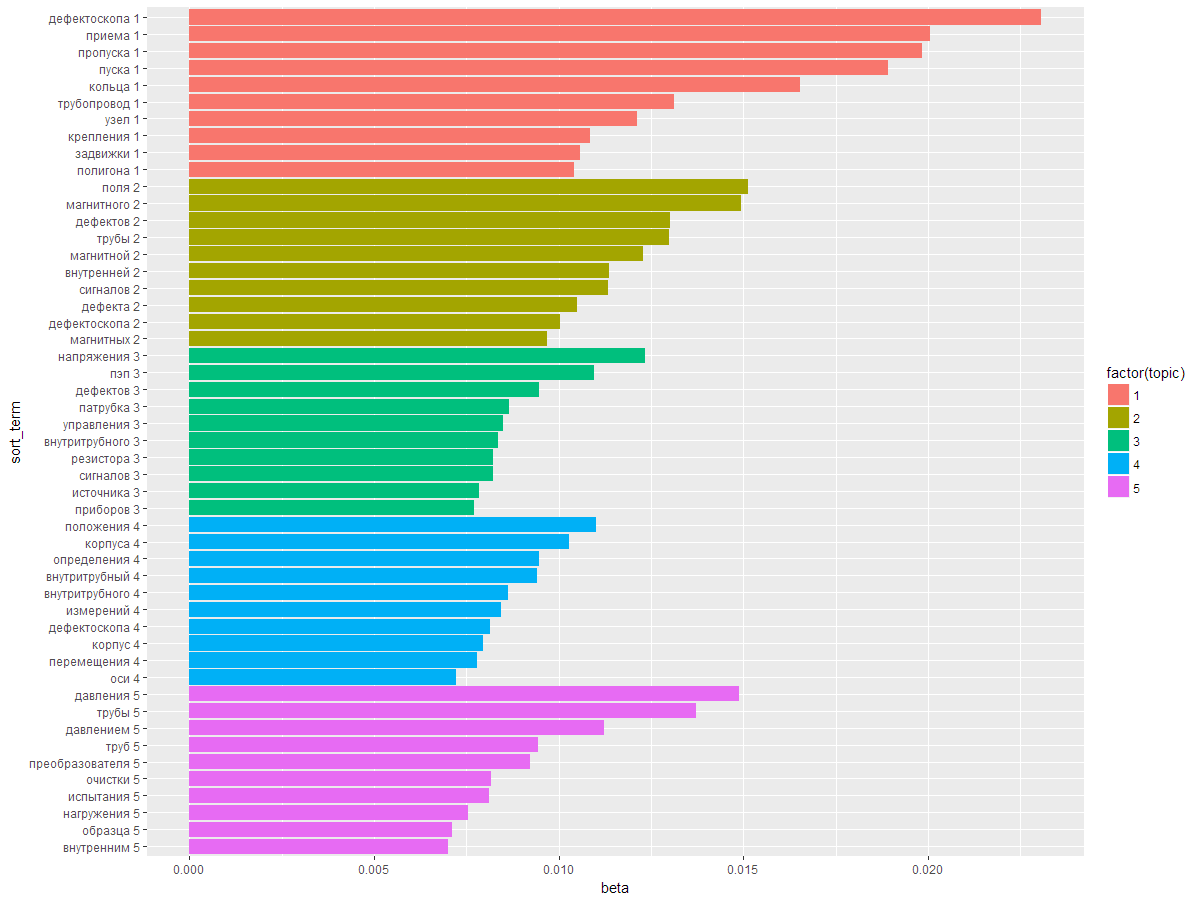 дефектоскопа 1
приема 1
пропуска 1
пуска 1
кольца 1
трубопровод 1
узел 1
крепления 1
задвижки 1
полигона 1
поля 2
магнитного 2
дефектов 2
трубы 2
магнитной 2
внутренней 2
сигналов 2
дефекта 2
дефектоскопа 2
магнитных 2
напряжения 3
пэп 3
дефектов 3
патрубка 3
управления 3
внутритрубного 3
резистора 3
сигналов 3
источника 3
приборов 3
положения 4
корпуса 4
определения 4
внутритрубный 4
внутритрубного 4
измерений 4
дефектоскопа 4
корпус 4
перемещения 4
оси 4
давления 5
трубы 5
давлением 5
труб 5
преобразователя 5
очистки 5
испытания 5
нагружения 5
образца 5
внутренним 5
sort_term
0.000 0.005 0.010 0.015 0.020
beta
factor(topic)
1
2
3
4
5